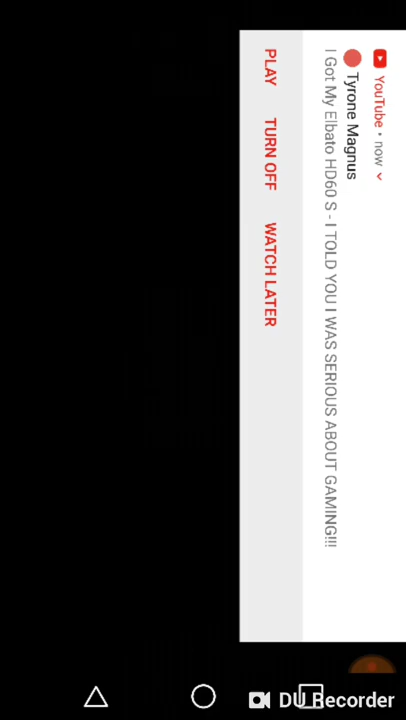 YouTube • now
Tyrone Magnus
I Got My Elbato HD60 S - I TOLD YOU I WAS SERIOUS ABOUT GAMING!!!
PLAY TURN OFF WATCH LATER
DU Recorder